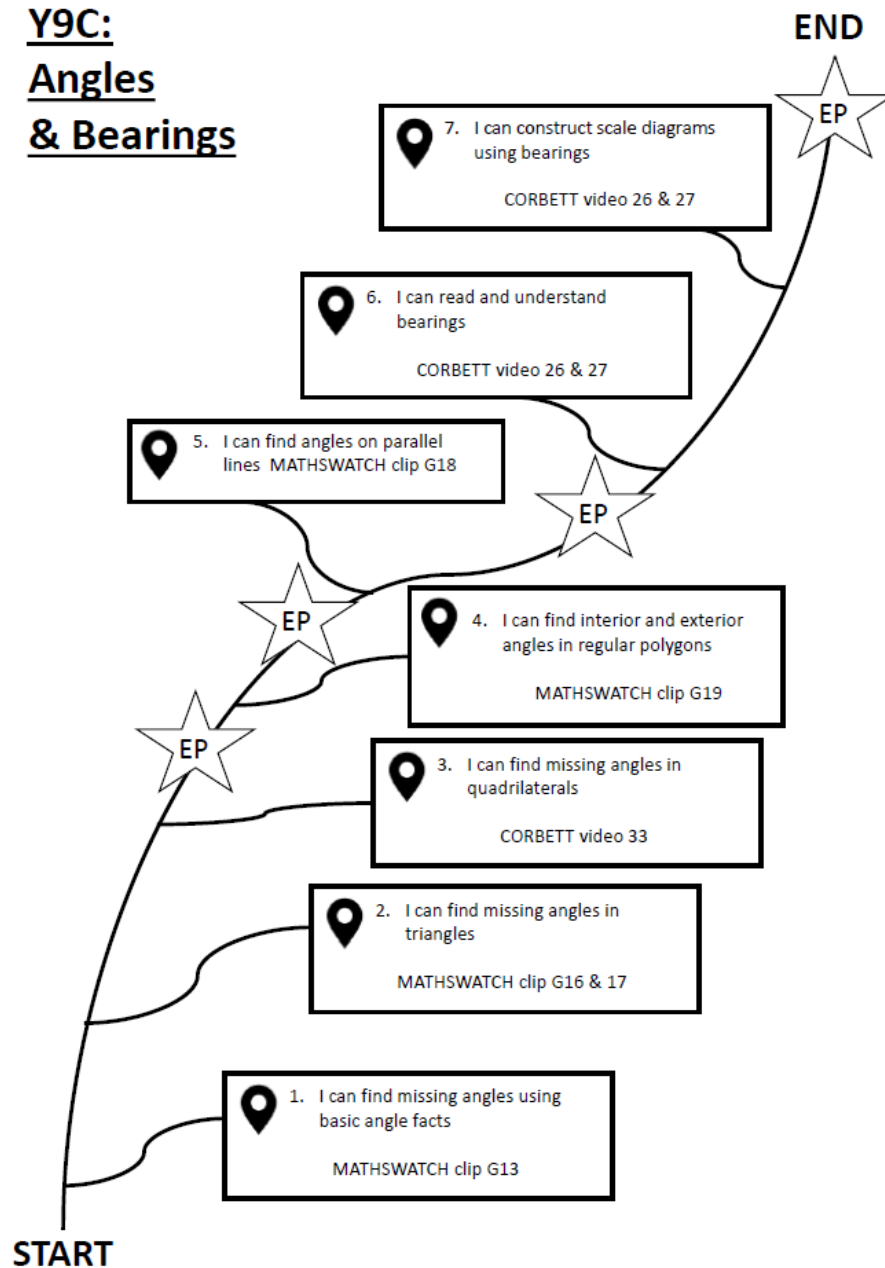 Y9C:
Angles
& Bearings
END
EP
7. I can construct scale diagrams
using bearings
CORBETT video 26 & 27
6. I can read and understand
bearings
CORBETT video 26 & 27
5. I can find angles on parallel
lines MATHSWATCH clip G18
EP
EP
4. I can find interior and exterior
angles in regular polygons
MATHSWATCH clip G19
EP
3. I can find missing angles in
quadrilaterals
CORBETT video 33
2. I can find missing angles in
triangles
MATHSWATCH clip G16 & 17
1. I can find missing angles using
basic angle facts
MATHSWATCH clip G13
START